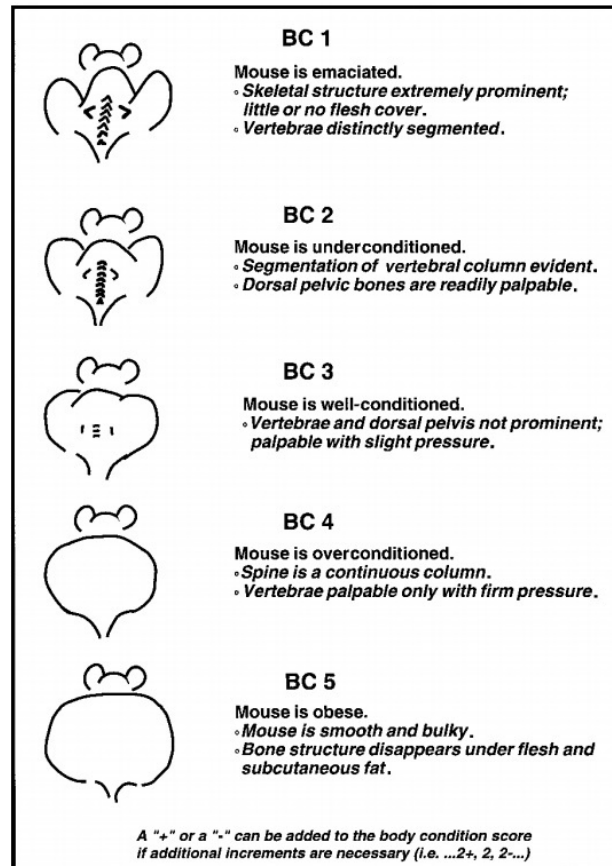 BC 1
Mouse is emaciated.
◦ Skeletal structure extremely prominent;
little or no flesh cover.
◦ Vertebrae distinctly segmented.
BC 2
Mouse is underconditioned.
◦ Segmentation of vertebral column evident.
◦ Dorsal pelvic bones are readily palpable.
BC 3
Mouse is well-conditioned.
◦ Vertebrae and dorsal pelvis not prominent;
palpable with slight pressure.
BC 4
Mouse is overconditioned.
◦ Spine is a continuous column.
◦ Vertebrae palpable only with firm pressure.
BC 5
Mouse is obese.
◦ Mouse is smooth and bulky.
◦ Bone structure disappears under flesh and
subcutaneous fat.
A "+" or a "-" can be added to the body condition score
if additional increments are necessary (i.e. ...2+, 2, 2-...)